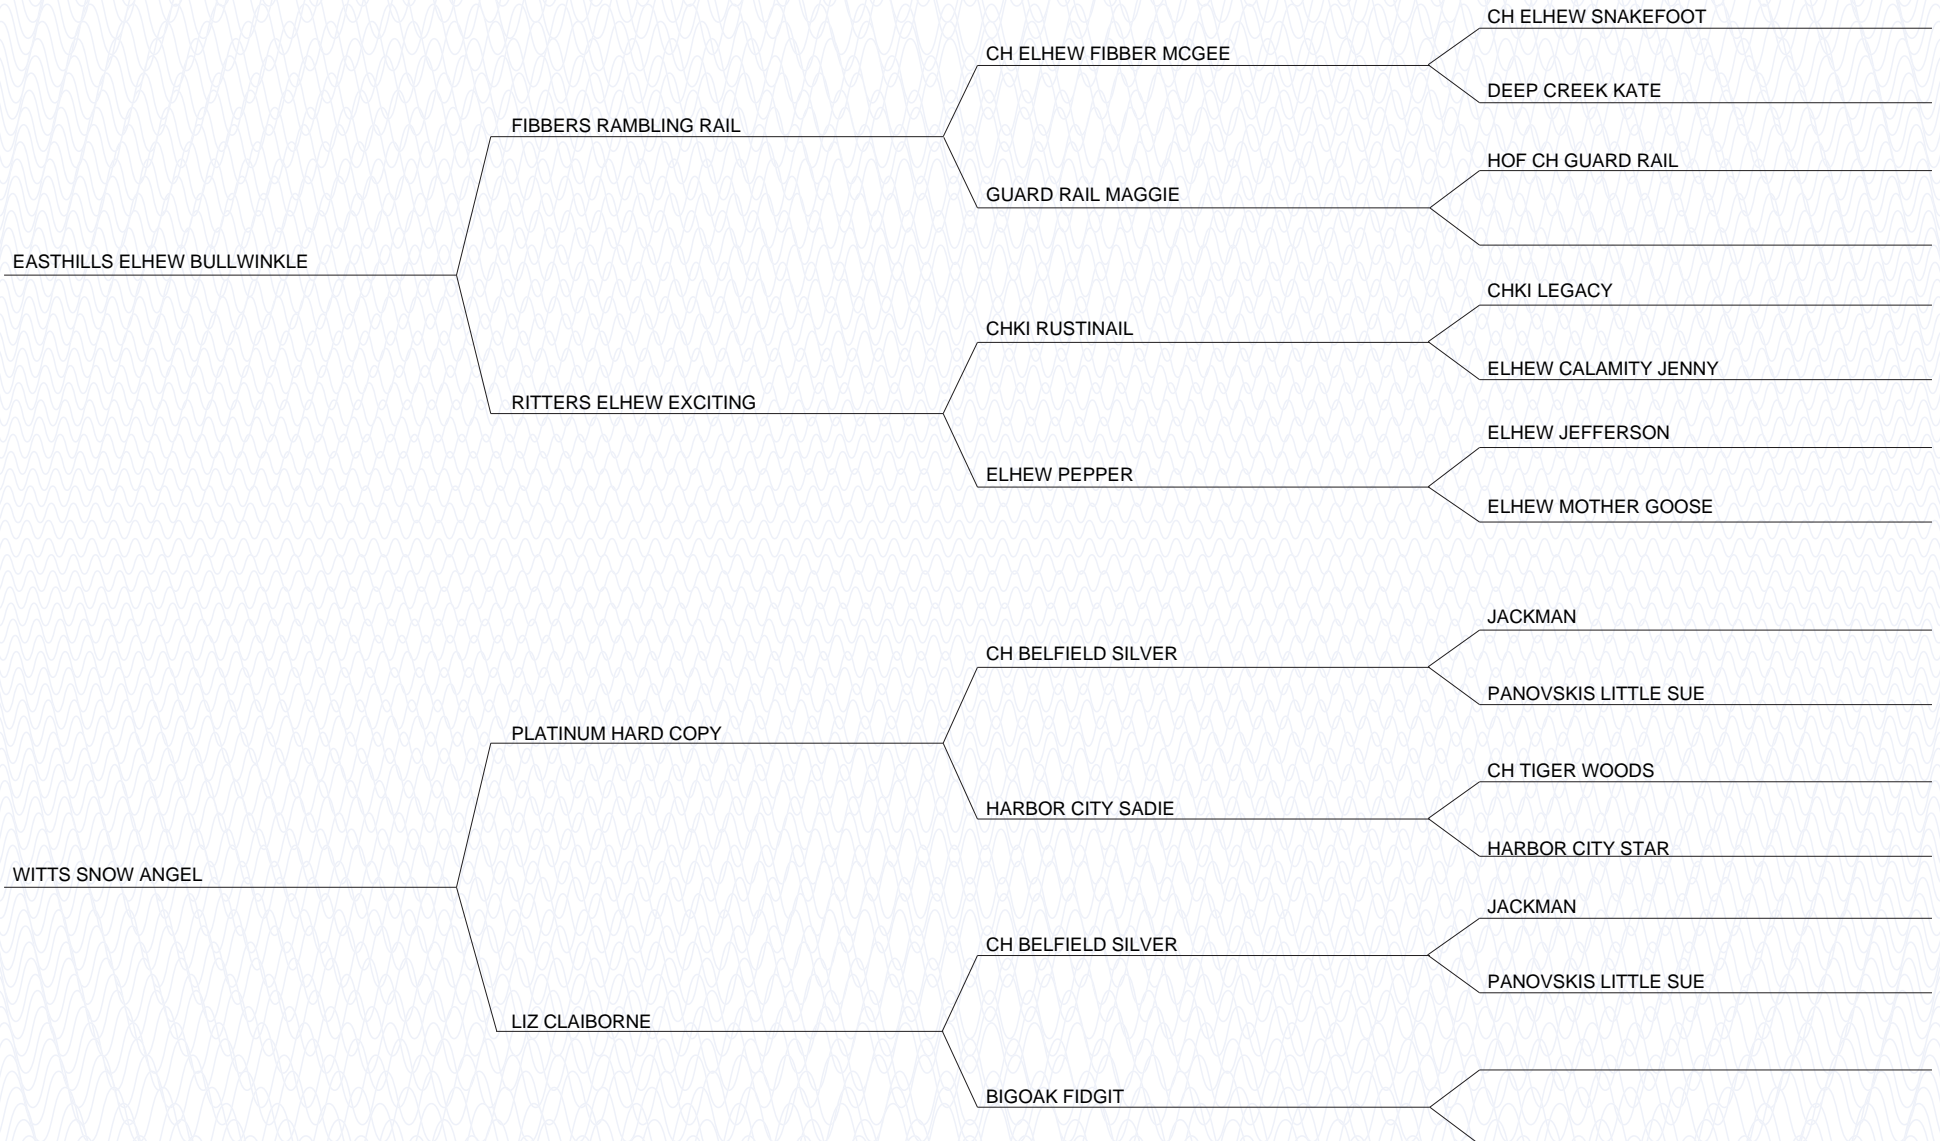 CH ELHEW SNAKEFOOT
CH ELHEW FIBBER MCGEE
DEEP CREEK KATE
FIBBERS RAMBLING RAIL
HOF CH GUARD RAIL
GUARD RAIL MAGGIE
EASTHILLS ELHEW BULLWINKLE
CHKI LEGACY
CHKI RUSTINAIL
ELHEW CALAMITY JENNY
RITTERS ELHEW EXCITING
ELHEW JEFFERSON
ELHEW PEPPER
ELHEW MOTHER GOOSE
JACKMAN
CH BELFIELD SILVER
PANOVSKIS LITTLE SUE
PLATINUM HARD COPY
CH TIGER WOODS
HARBOR CITY SADIE
HARBOR CITY STAR
WITTS SNOW ANGEL
JACKMAN
CH BELFIELD SILVER
PANOVSKIS LITTLE SUE
LIZ CLAIBORNE
BIGOAK FIDGIT